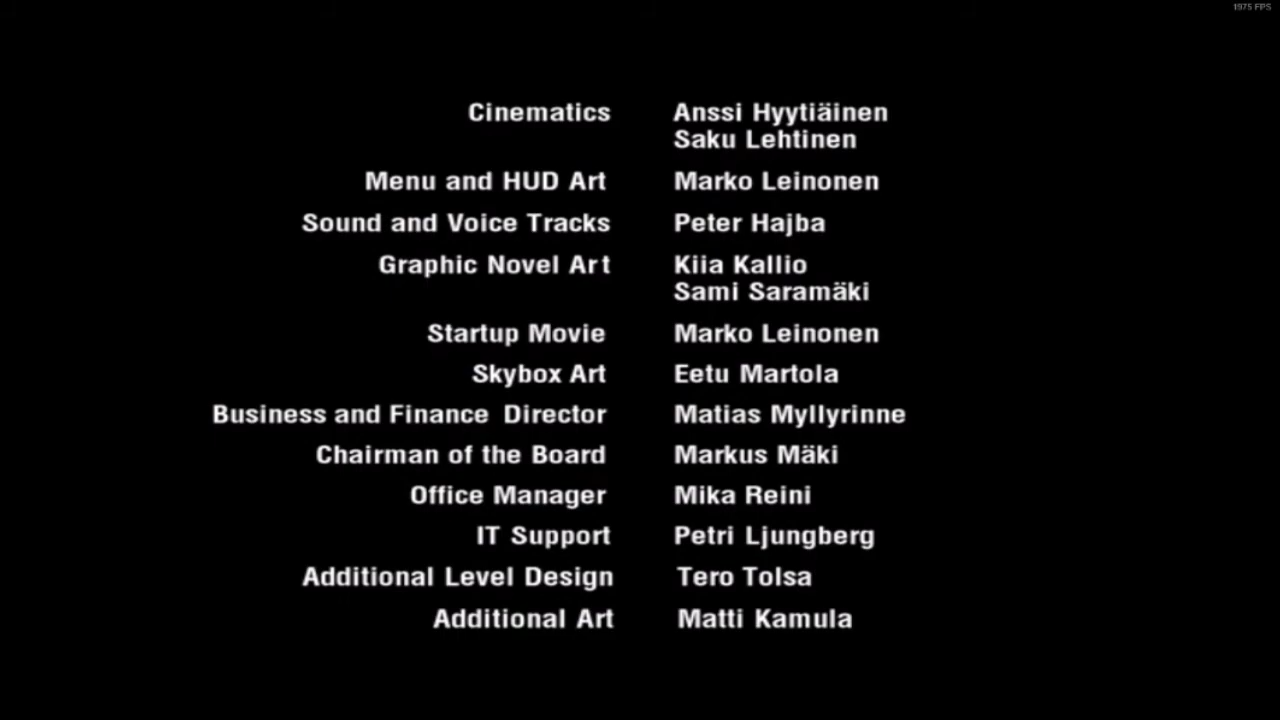 1975 FPS
Cinematics Anssi Hyytiäinen
Saku Lehtinen
Menu and HUD Art Marko Leinonen
Sound and Voice Tracks Peter Hajba
Graphic Novel Art Kiia Kallio
Sami Saramäki
Startup Movie Marko Leinonen
Skybox Art Eetu Martola
Business and Finance Director Matias Myllyrinne
Chairman of the Board Markus Mäki
Office Manager Mika Reini
IT Support Petri Ljungberg
Additional Level Design Tero Tolsa
Additional Art Matti Kamula